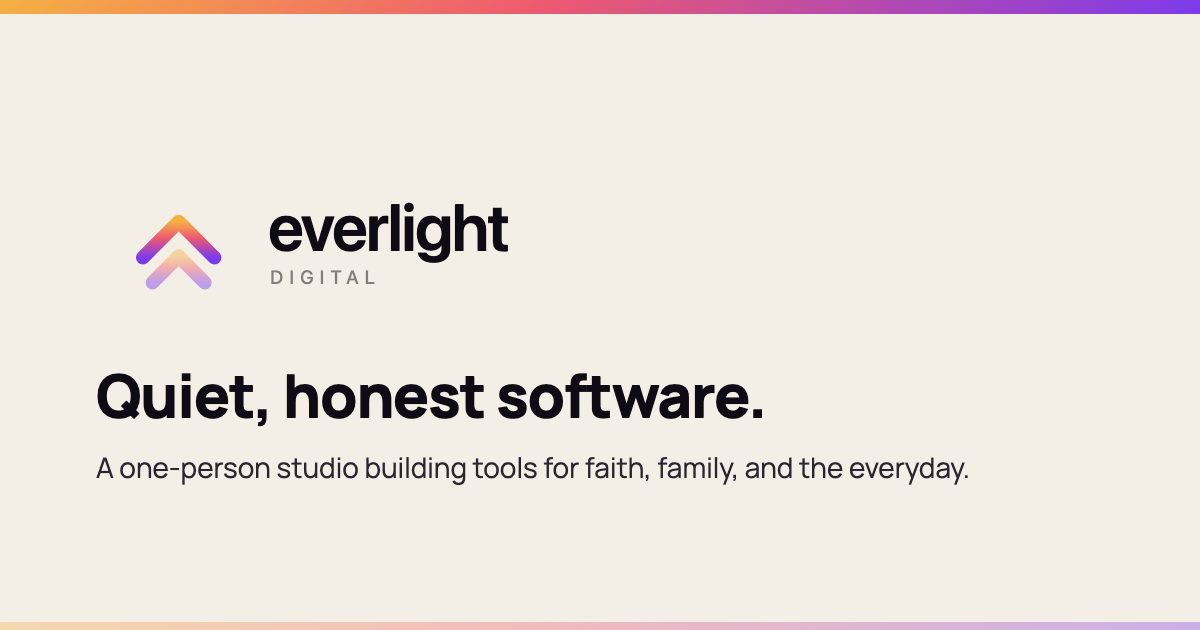 everlight
DIGITAL
Quiet, honest software.
A one-person studio building tools for faith, family, and the everyday.